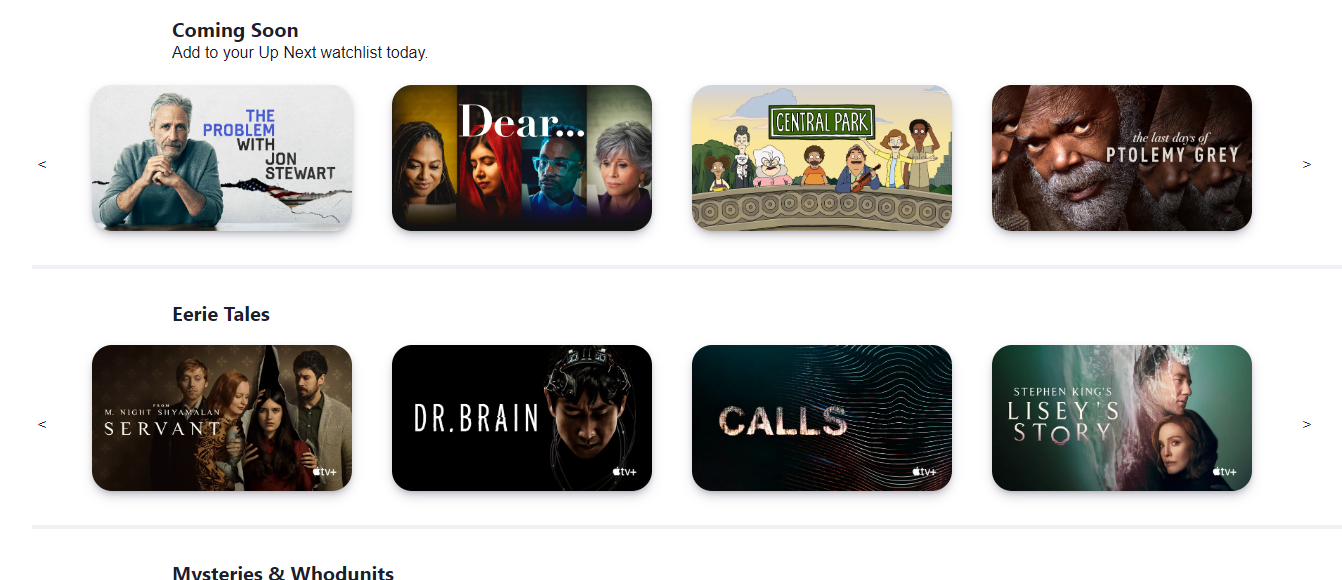 Coming Soon
Add to your Up Next watchlist today.
<
THE
PROBLEM
WITH
JON
STEWART
Dear...
CENTRAL PARK
the last days of
PTOLEMY GREY
>
Eerie Tales
<
FROM
M. NIGHT SHYAMALAN
SERVANT
tv+
DR.BRAIN
tv+
CALLS
tv+
STEPHEN KING'S
LISEY'S
STORY
tv+
>
Mysteries & Whodunits